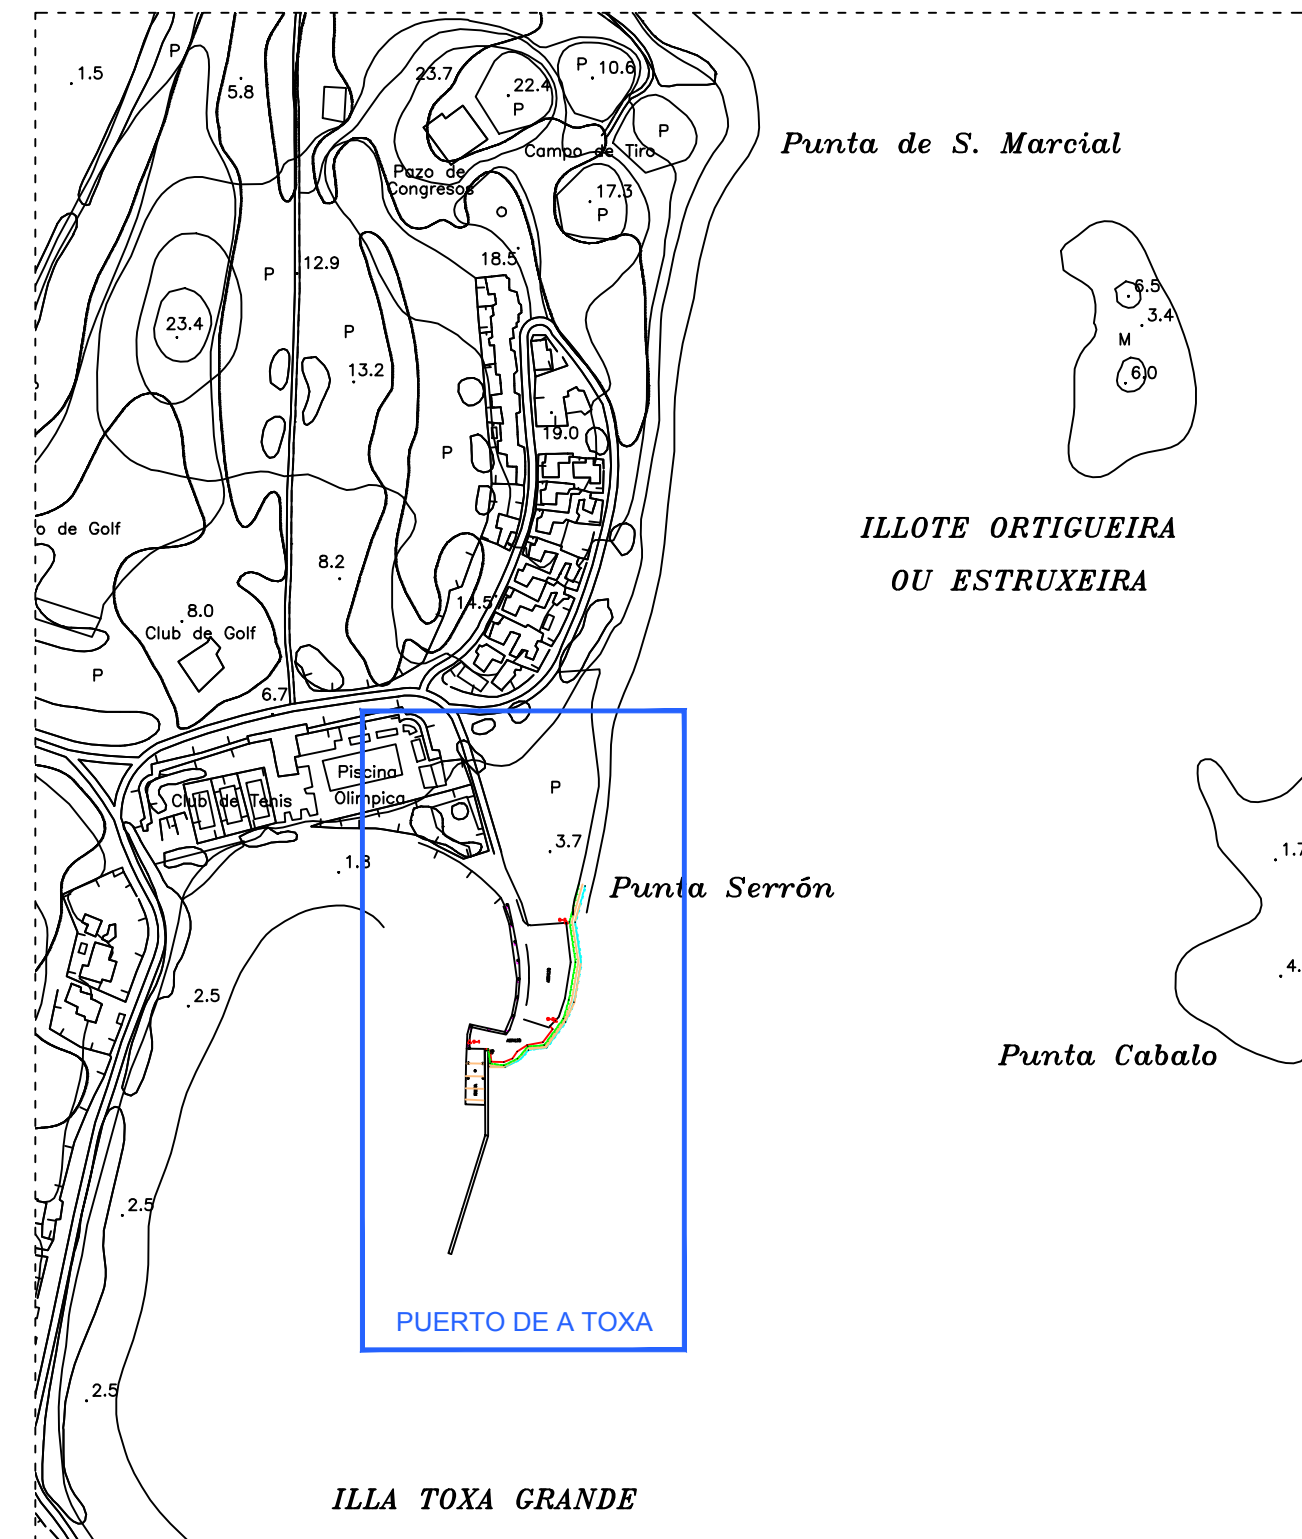 P
1.5
5.8
23.7
22.4
P
P
10.6
P
Campo de Tiro
Punta de S. Marcial
Pazo de
Congresos
17.3
P
18.5
12.9
P
P
23.4
13.2
6.5
3.4
M
6.0
19.0
P
o de Golf
ILLOTE ORTIGUEIRA
OU ESTRUXEIRA
8.2
14.5
8.0
Club de Golf
P
6.7
Piscina
Olimpica
Club de Tenis
P
3.7
1.8
1.7
Punta Serrón
2.5
4.
Punta Cabalo
2.5
PUERTO DE A TOXA
2.5
ILLA TOXA GRANDE